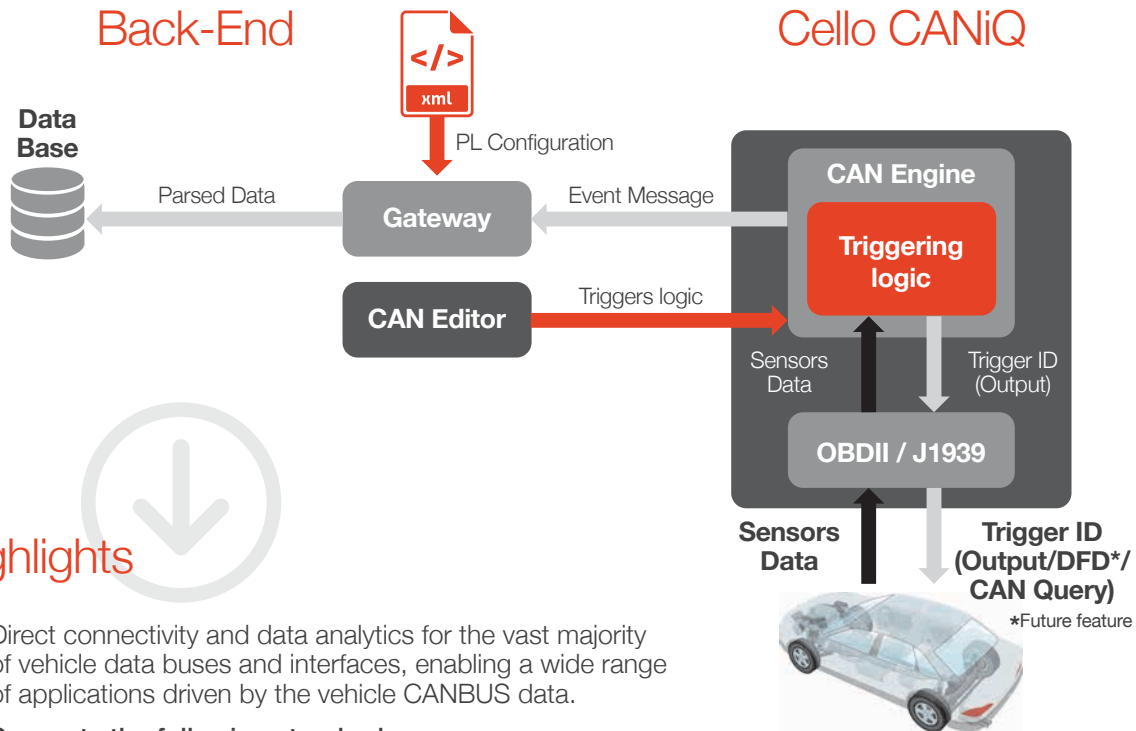 Back-End
Cello CANiQ
</>
xml
Data
Base
PL Configuration
Parsed Data
Gateway
Event Message
CAN Engine
Triggering
logic
CAN Editor
Triggers logic
Sensors
Data
Trigger ID
(Output)
OBDII / J1939
Sensors
Data
Trigger ID
(Output/DFD*/
CAN Query)
*Future feature
ghlights
Direct connectivity and data analytics for the vast majority
of vehicle data buses and interfaces, enabling a wide range
of applications driven by the vehicle CANBUS data.